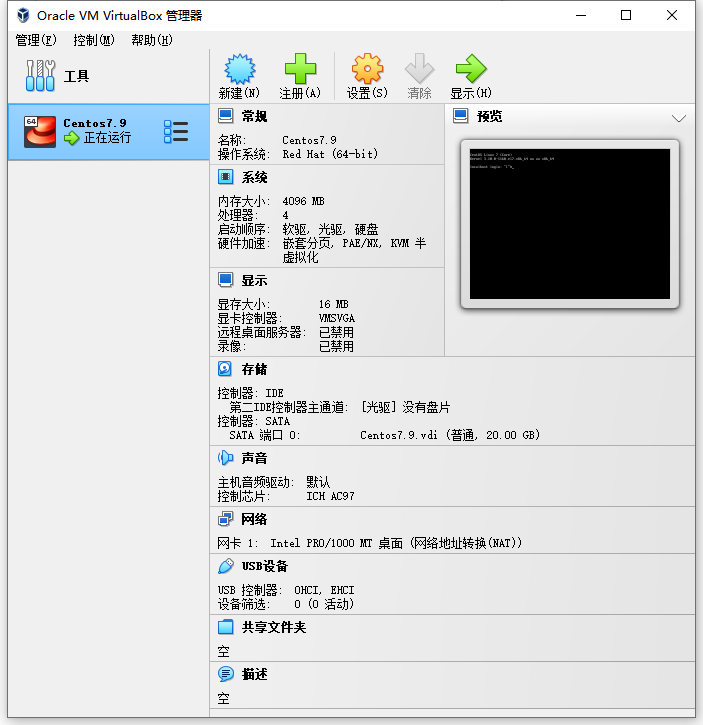 Oracle VM VirtualBox 管理器
管理(F) 控制(M) 帮助(H)
工具
新建(N) 注册(A) 设置(S) 清除 显示(H)
64
Centos7.9
正在运行
常规
名称: Centos7.9
操作系统: Red Hat (64-bit)
预览
系统
内存大小: 4096 MB
处理器: 4
启动顺序: 软驱, 光驱, 硬盘
硬件加速: 嵌套分页, PAE/NX, KVM 半
虚拟化
显示
显存大小: 16 MB
显卡控制器: VMSVGA
远程桌面服务器: 已禁用
录像: 已禁用
存储
控制器: IDE
第二IDE控制器主通道: [光驱] 没有盘片
控制器: SATA
SATA 端口 0: Centos7.9.vdi (普通, 20.00 GB)
声音
主机音频驱动: 默认
控制芯片: ICH AC97
网络
网卡 1: Intel PRO/1000 MT 桌面 (网络地址转换(NAT))
USB设备
USB 控制器: OHCI, EHCI
设备筛选: 0 (0 活动)
共享文件夹
空
描述
空